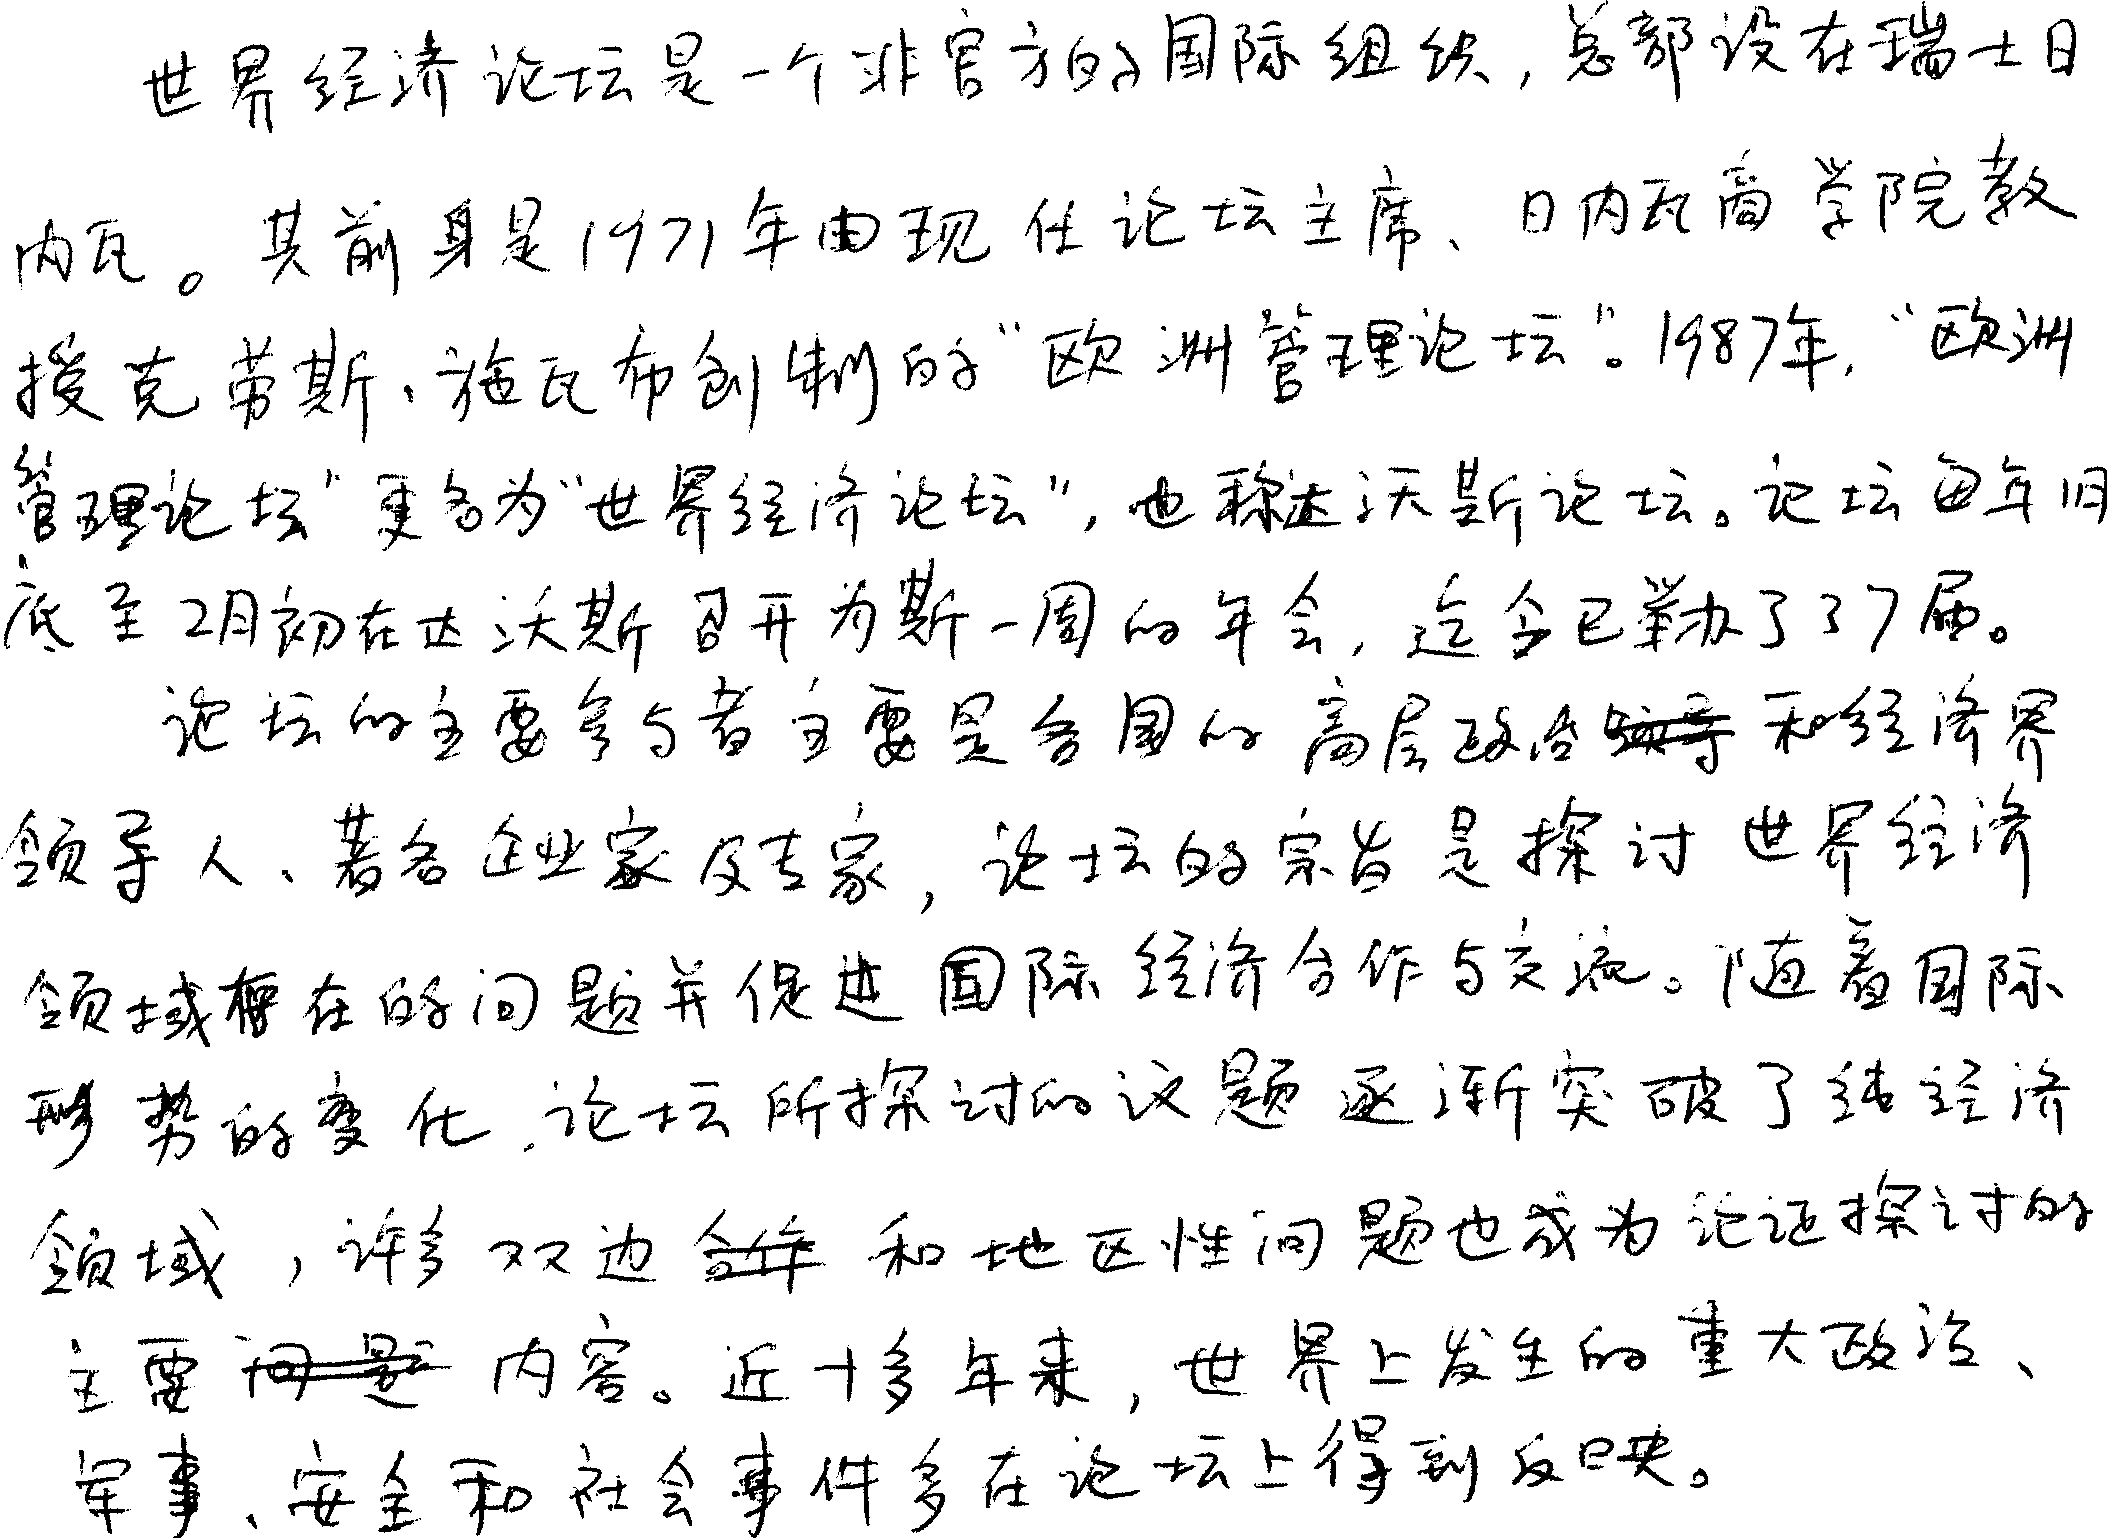 世界经济论坛是一个非官方的国际组织,总部设在瑞士日
内瓦。其前身是1971年由现任论坛主席、日内瓦商学院教
授克劳斯·施瓦布创制的“欧洲管理论坛”。1987年,“欧洲
管理论坛”更名为“世界经济论坛”,也称达沃斯论坛。论坛每年1月
底至2月初在达沃斯召开为斯一周的年会,迄今已举办了37届。
论坛的主要参与者主要是各国的高层政治和经济界
领导人、著名企业家及专家,论坛的宗旨是探讨世界经济
领域存在的问题并促进国际经济合作与交流。随着国际
形势的变化,论坛所探讨的议题逐渐突破了纯经济
领域,许多双边和地区性问题也成为论证探讨的
主要内容。近十多年来,世界上发生的重大政治、
军事、安全和社会事件多在论坛上得到反映。